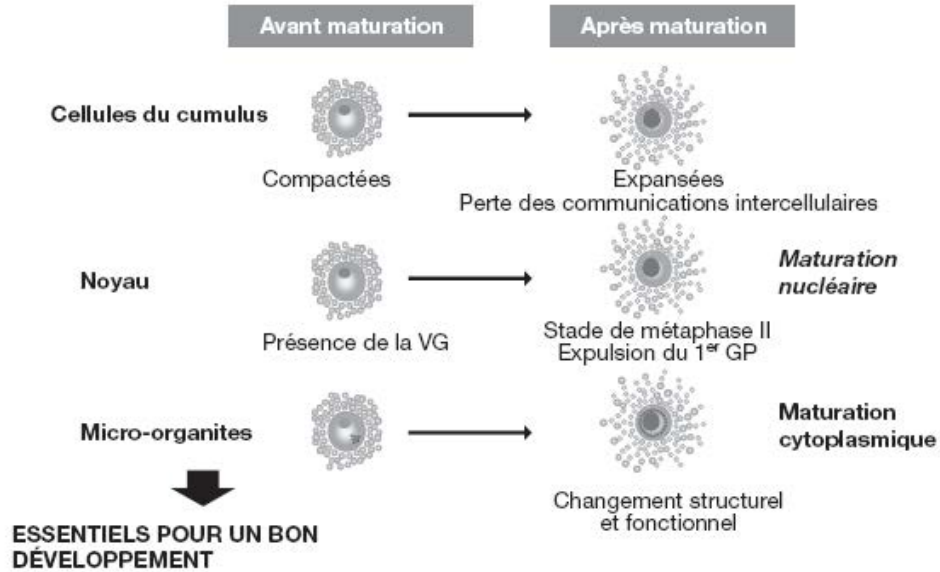 Avant maturation
Après maturation
Cellules du cumulus
Compactées
Expansées
Perte des communications intercellulaires
Noyau
Maturation
nucléaire
Présence de la VG
Stade de métaphase II
Expulsion du 1er GP
Micro-organites
Maturation
cytoplasmique
Changement structurel
et fonctionnel
ESSENTIELS POUR UN BON
DÉVELOPPEMENT